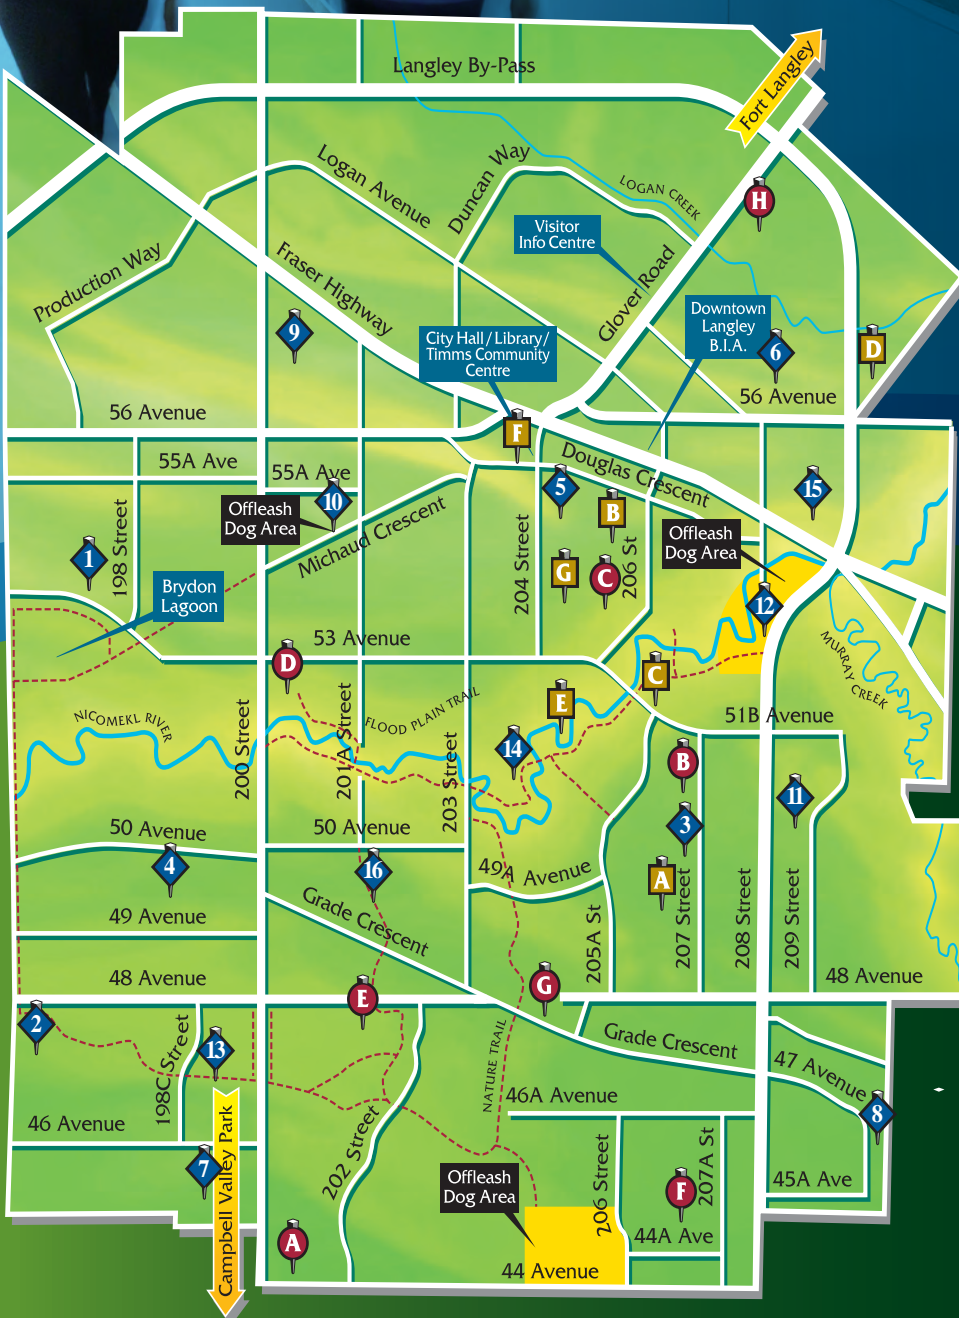 Langley By-Pass
Fort Langley
Logan Avenue
Duncan Way
LOGAN CREEK
H
Visitor
Info Centre
Production Way
Fraser Highway
Glover Road
9
Downtown
Langley
B.I.A.
City Hall / Library /
Timms Community
Centre
6
D
56 Avenue
56 Avenue
F
55A Ave
55A Ave
Douglas Crescent
5
15
10
Offleash
Dog Area
B
Michaud Crescent
198 Street
204 Street
206 St
Offleash
Dog Area
1
G
C
Brydon
Lagoon
12
53 Avenue
D
MURRAY CREEK
C
E
FLOOD PLAIN TRAIL
NICOMEKL RIVER
51B Avenue
200 Street
201A Street
203 Street
14
B
11
3
50 Avenue
50 Avenue
4
16
49A Avenue
A
Grade Crescent
49 Avenue
205A St
207 Street
208 Street
209 Street
48 Avenue
48 Avenue
E
G
2
13
198C Street
NATURE TRAIL
Grade Crescent
47 Avenue
46A Avenue
46 Avenue
8
7
Campbell Valley Park
202 Street
Offleash
Dog Area
206 Street
207A St
F
45A Ave
A
44A Ave
44 Avenue